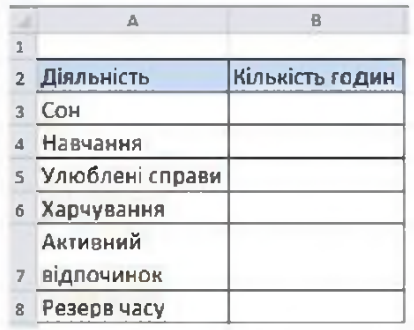 A B
1
2 Діяльність Кількість годин
3 Сон
4 Навчання
5 Улюблені справи
6 Харчування
Активний
7 відпочинок
8 Резерв часу